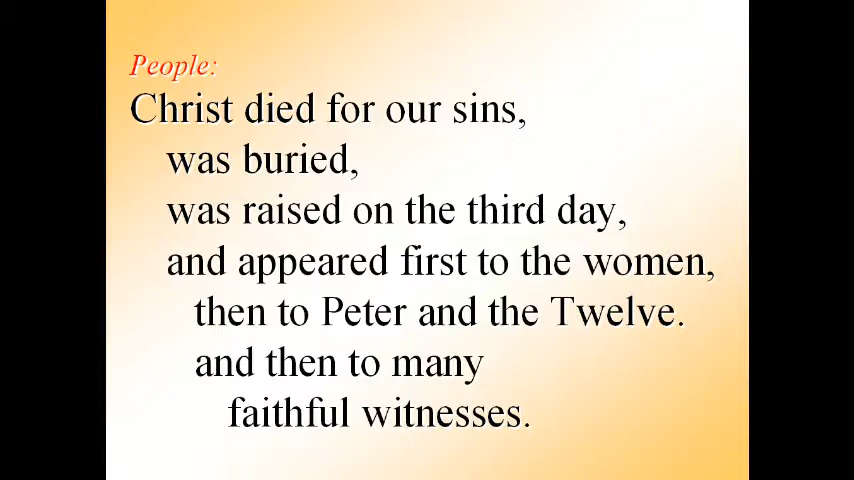 People:
Christ died for our sins,
was buried,
was raised on the third day,
and appeared first to the women,
then to Peter and the Twelve.
and then to many
faithful witnesses.